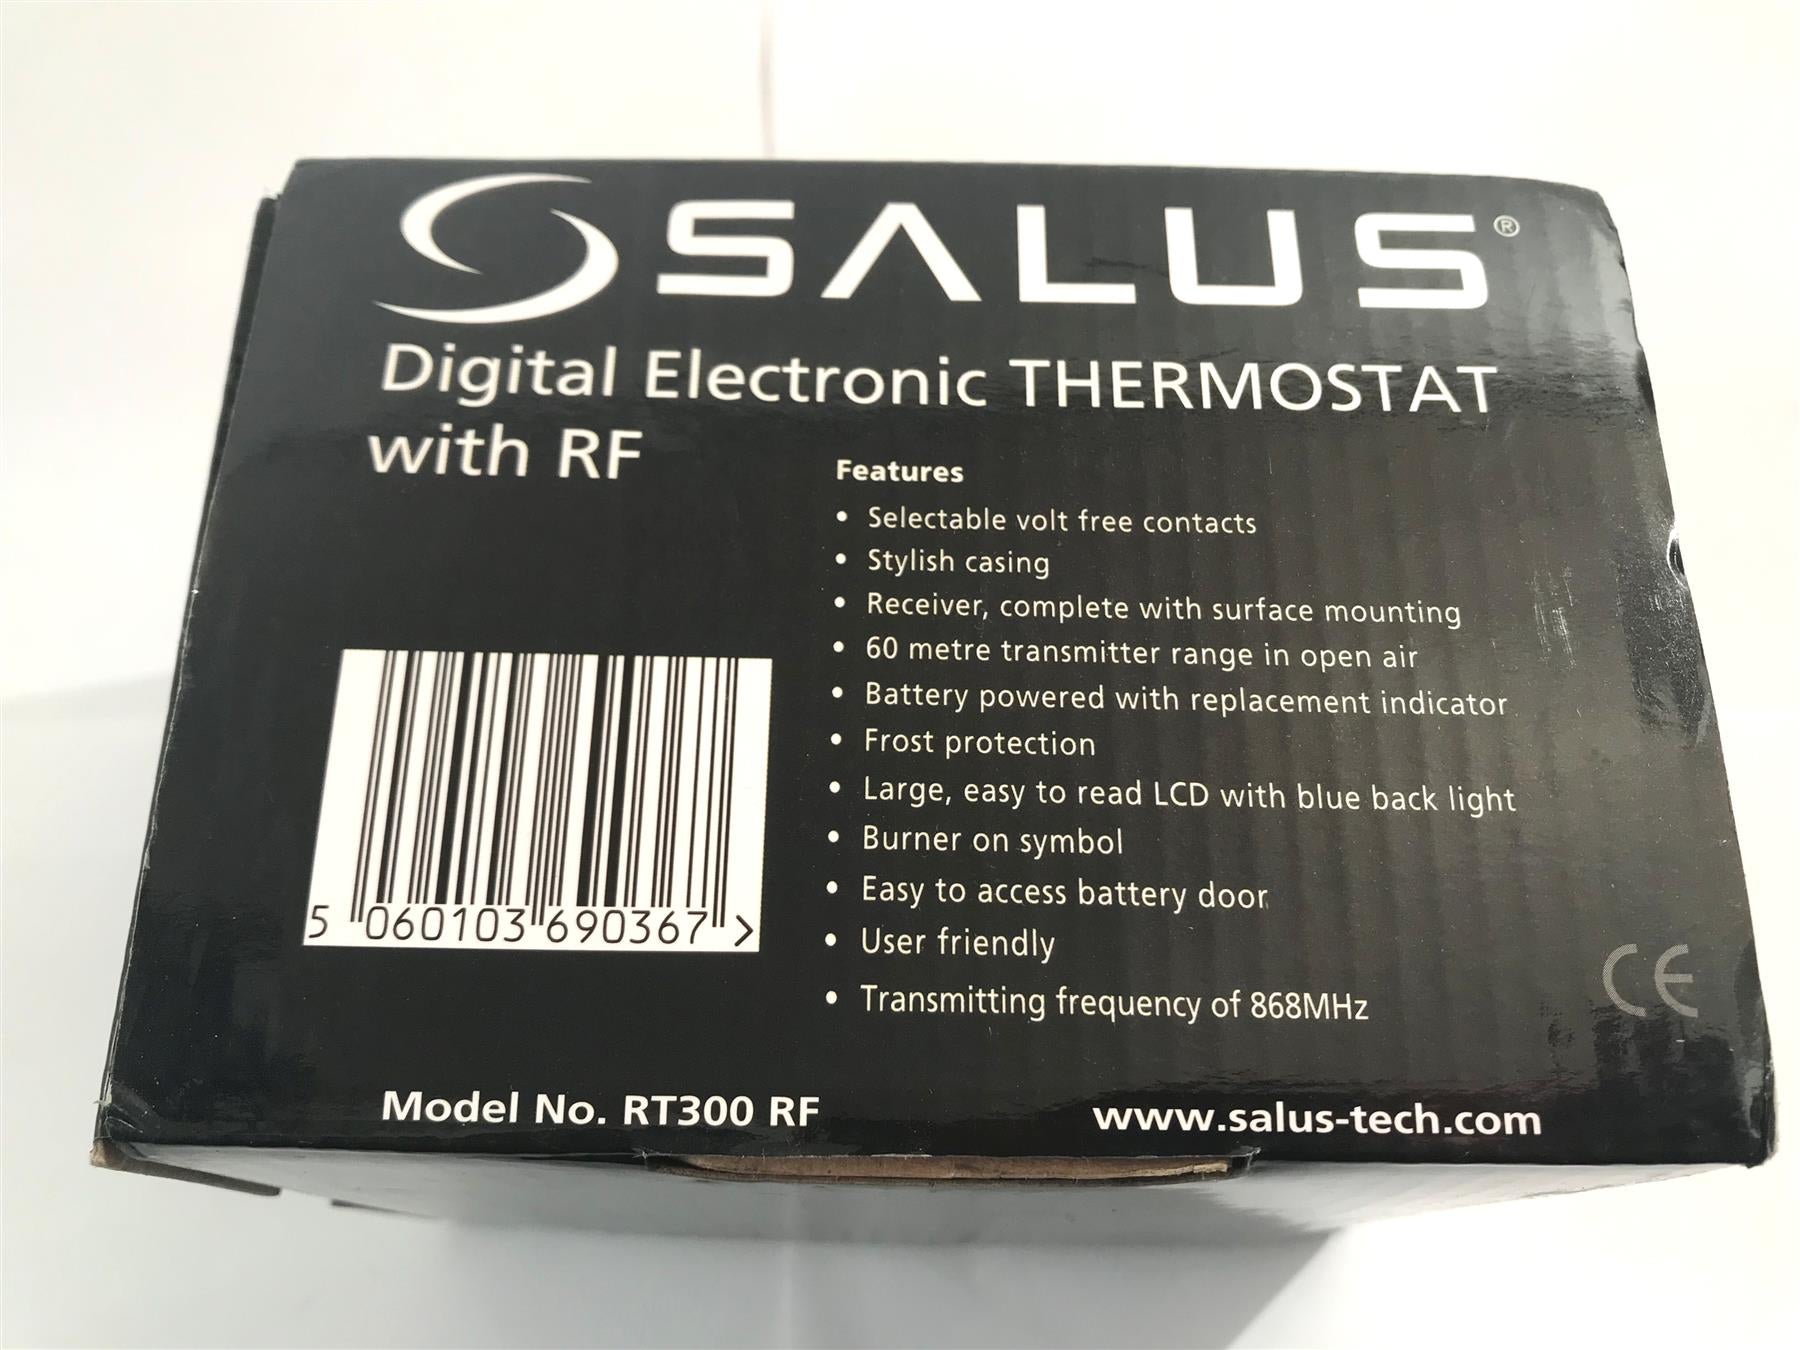 SALUS®
Digital Electronic THERMOSTAT
with RF
Features
• Selectable volt free contacts
• Stylish casing
• Receiver, complete with surface mounting
• 60 metre transmitter range in open air
• Battery powered with replacement indicator
• Frost protection
• Large, easy to read LCD with blue back light
• Burner on symbol
• Easy to access battery door
• User friendly
• Transmitting frequency of 868MHz
5 060103 690367 >
CE
Model No. RT300 RF
www.salus-tech.com